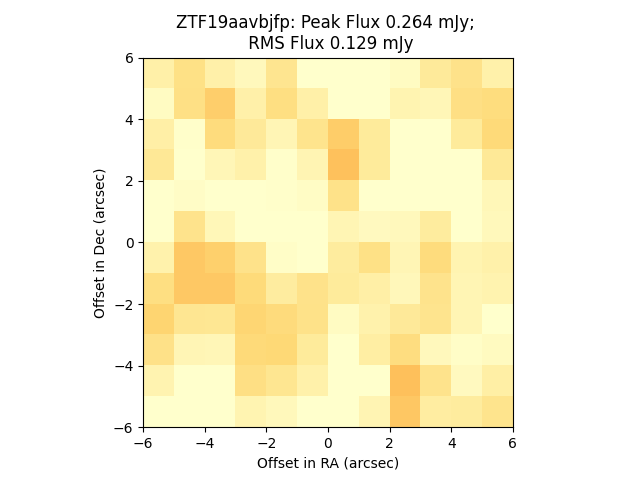 ZTF19aavbjfp: Peak Flux 0.264 mJy;
RMS Flux 0.129 mJy
6
4
2
0
−2
−4
−6
Offset in Dec (arcsec)
−6 −4 −2 0 2 4 6
Offset in RA (arcsec)